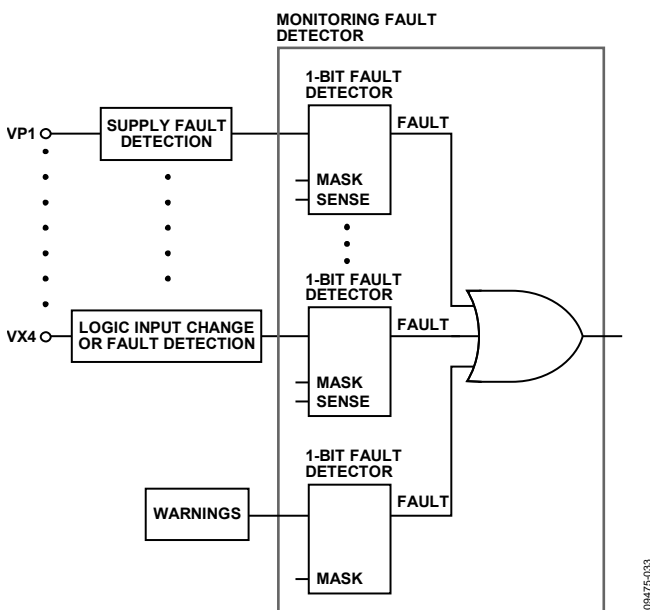 MONITORING FAULT
DETECTOR
1-BIT FAULT
DETECTOR
VP1
SUPPLY FAULT
DETECTION
FAULT
MASK
SENSE
1-BIT FAULT
DETECTOR
VX4
LOGIC INPUT CHANGE
OR FAULT DETECTION
FAULT
MASK
SENSE
1-BIT FAULT
DETECTOR
WARNINGS
FAULT
MASK
09475-033